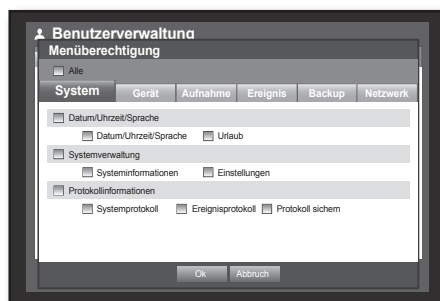 Benutzerverwaltung
Menüberechtigung
Alle
System Gerät Aufnahme Ereignis Backup Netzwerk
Datum/Uhrzeit/Sprache
Datum/Uhrzeit/Sprache Urlaub
Systemverwaltung
Systeminformationen Einstellungen
Protokollinformationen
Systemprotokoll Ereignisprotokoll Protokoll sichern
Ok Abbruch